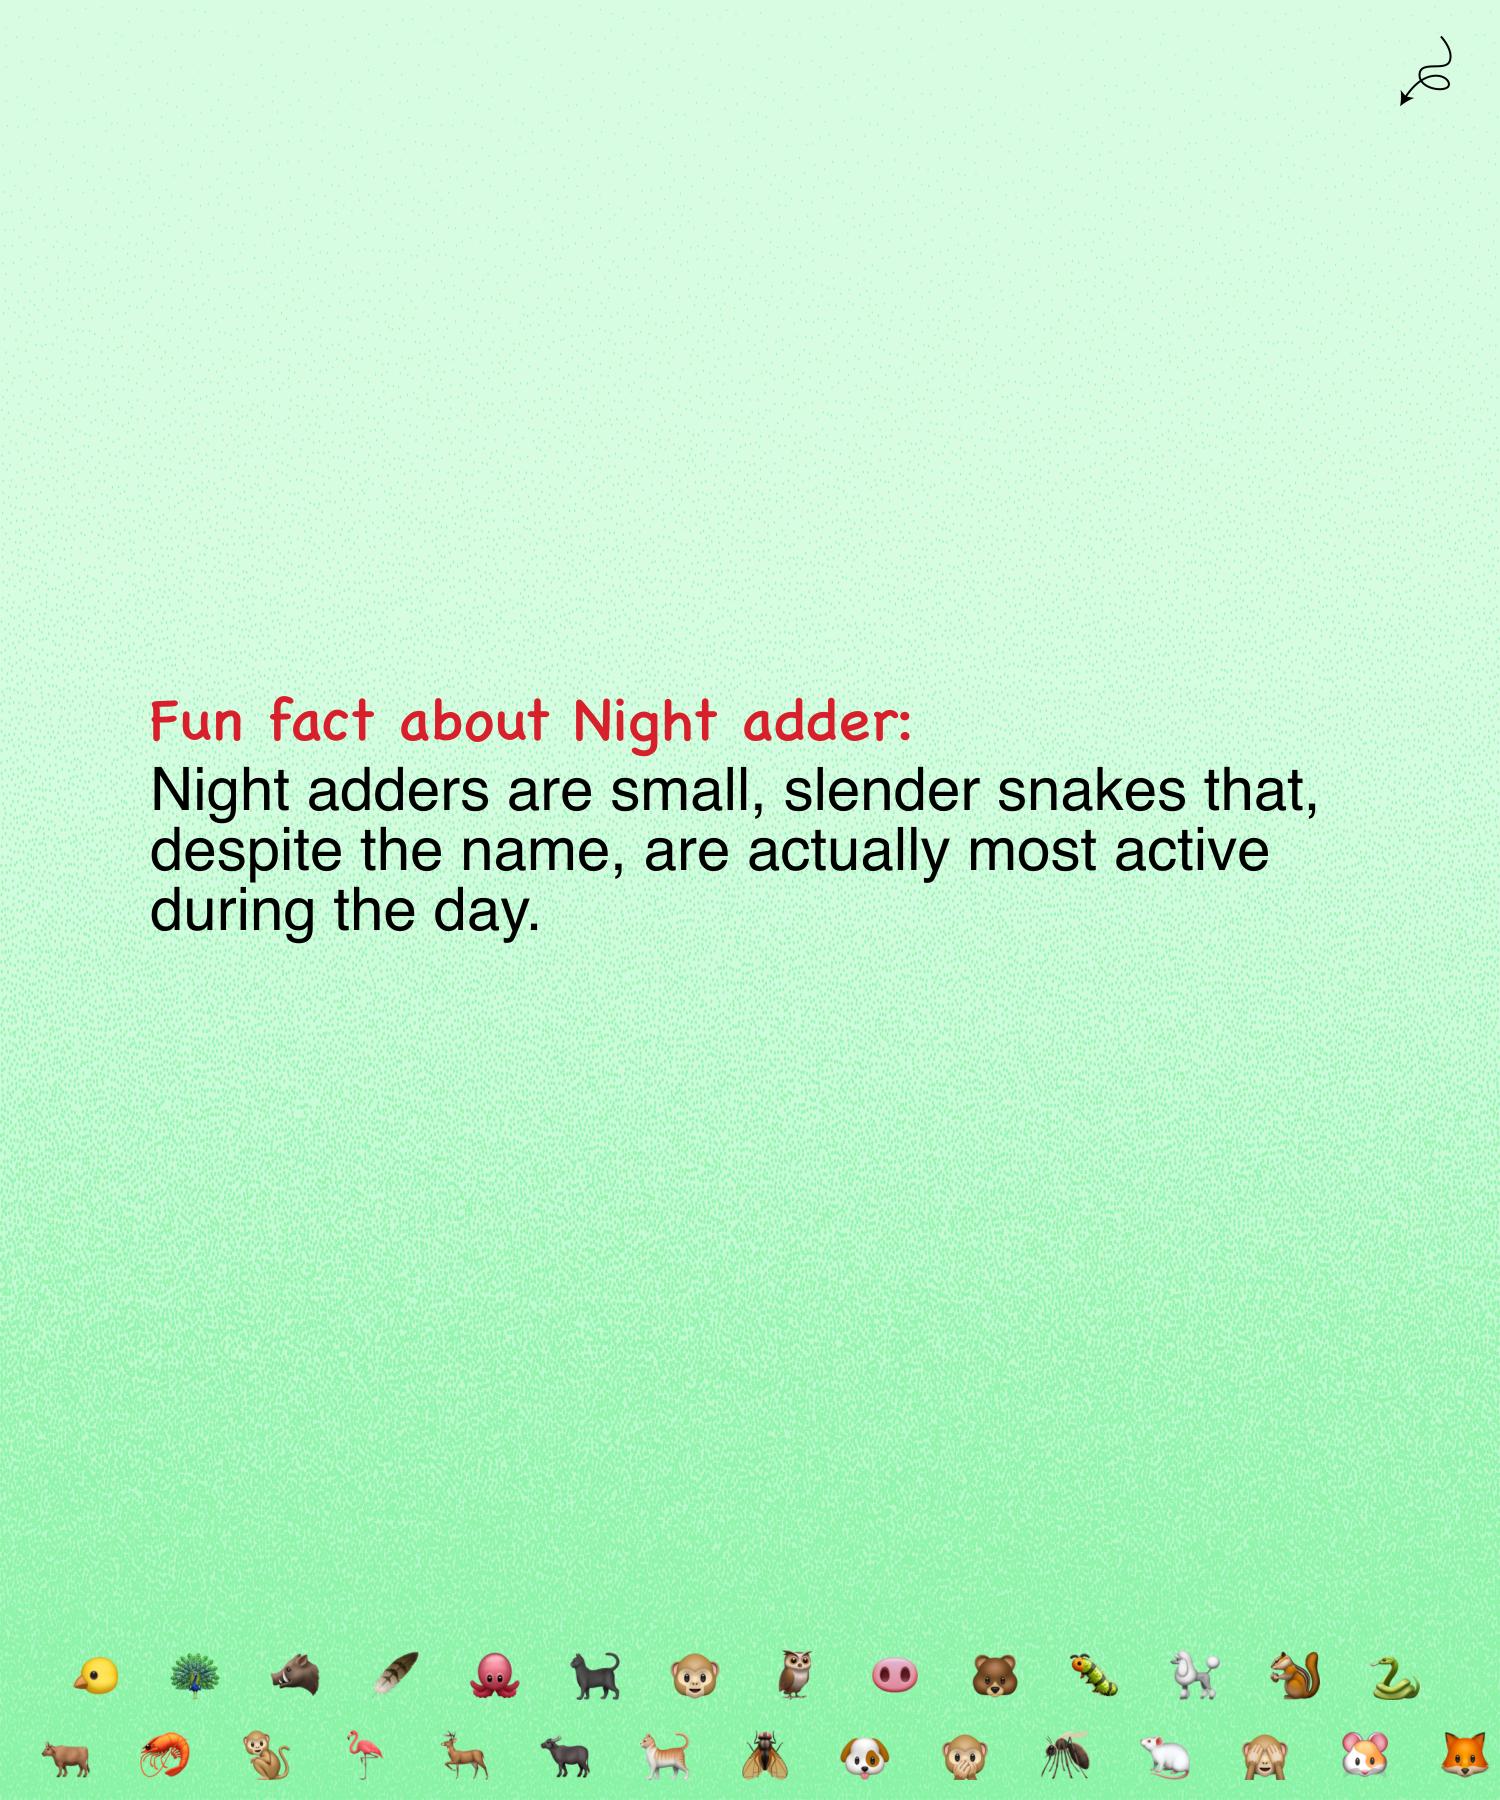 Fun fact about Night adder:
Night adders are small, slender snakes that,
despite the name, are actually most active
during the day.